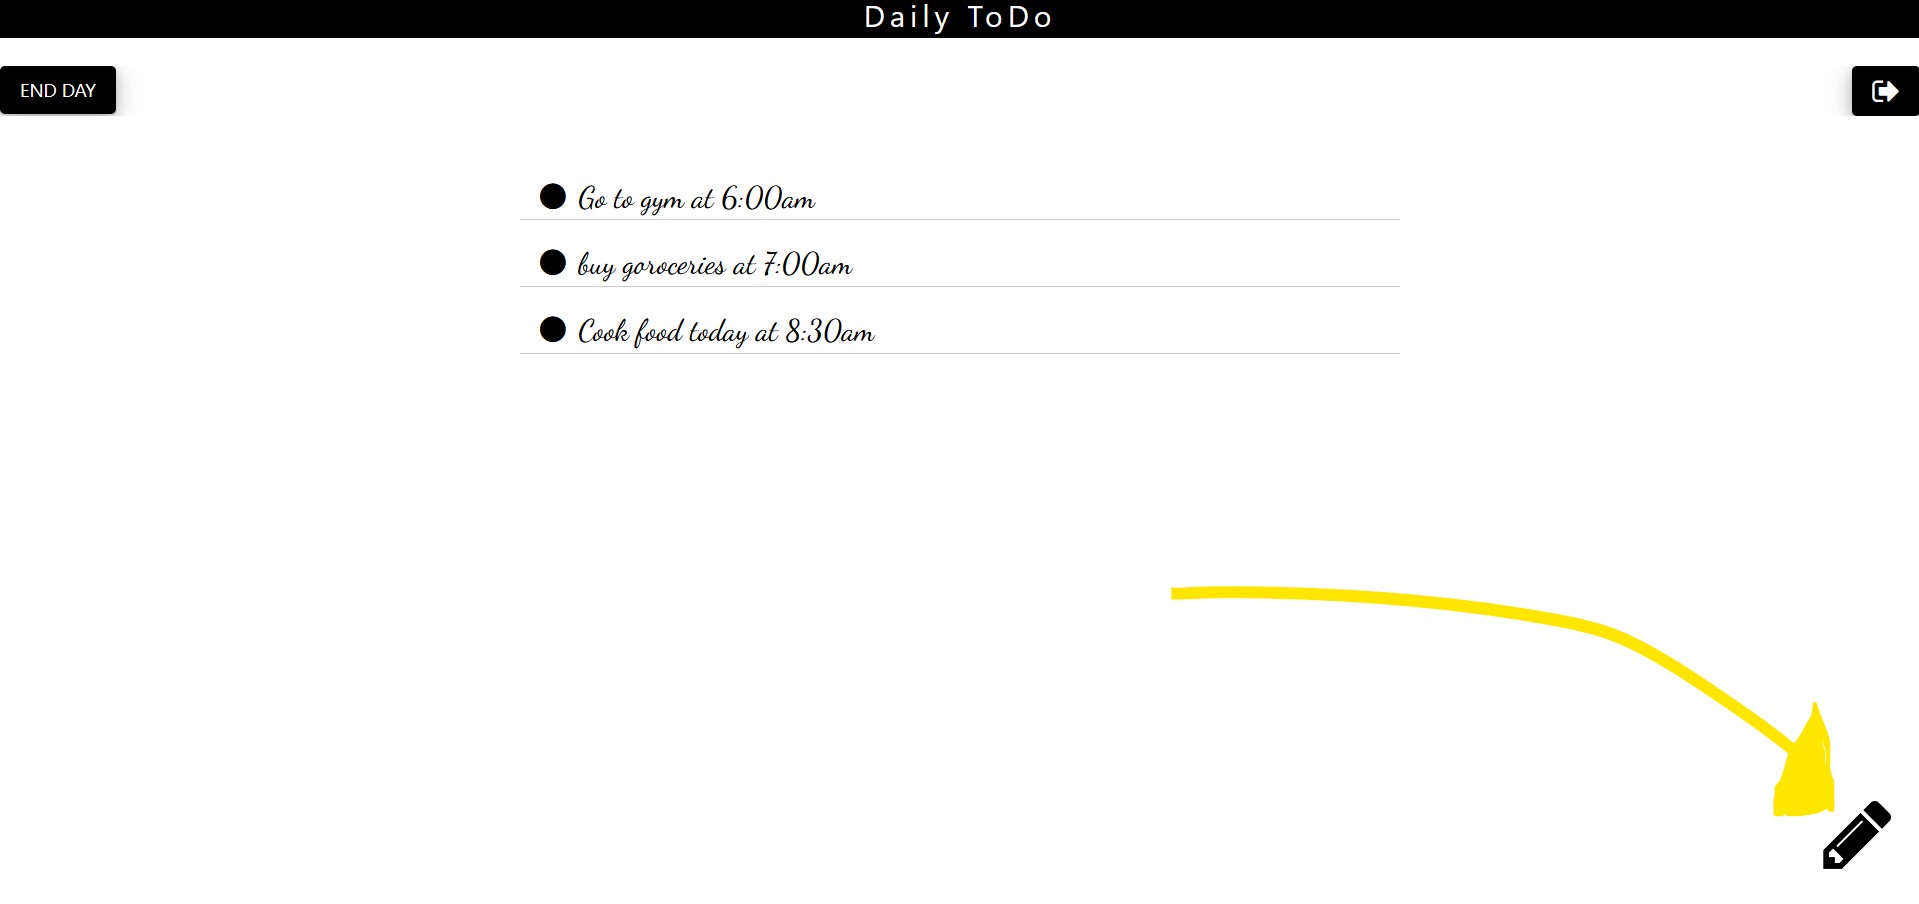 Daily ToDo
END DAY
Go to gym at 6:00am
buy goroceries at 7:00am
Cook food today at 8:30am